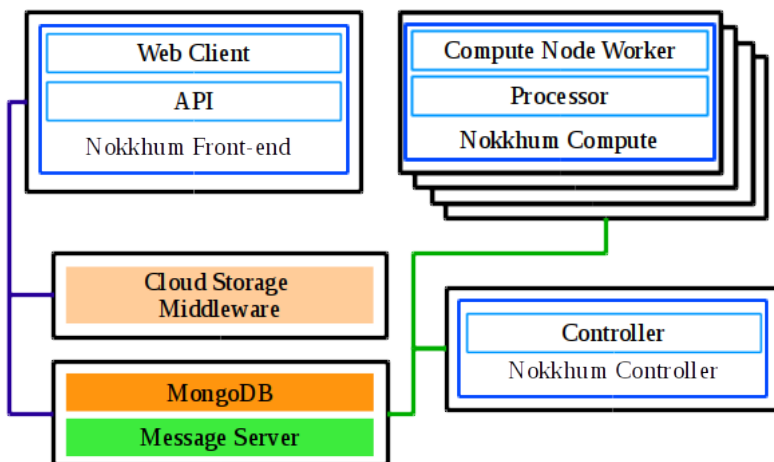 Web Client
API
Nokkhum Front-end
Compute Node Worker
Processor
Nokkhum Compute
Cloud Storage
Middleware
Controller
Nokkhum Controller
MongoDB
Message Server